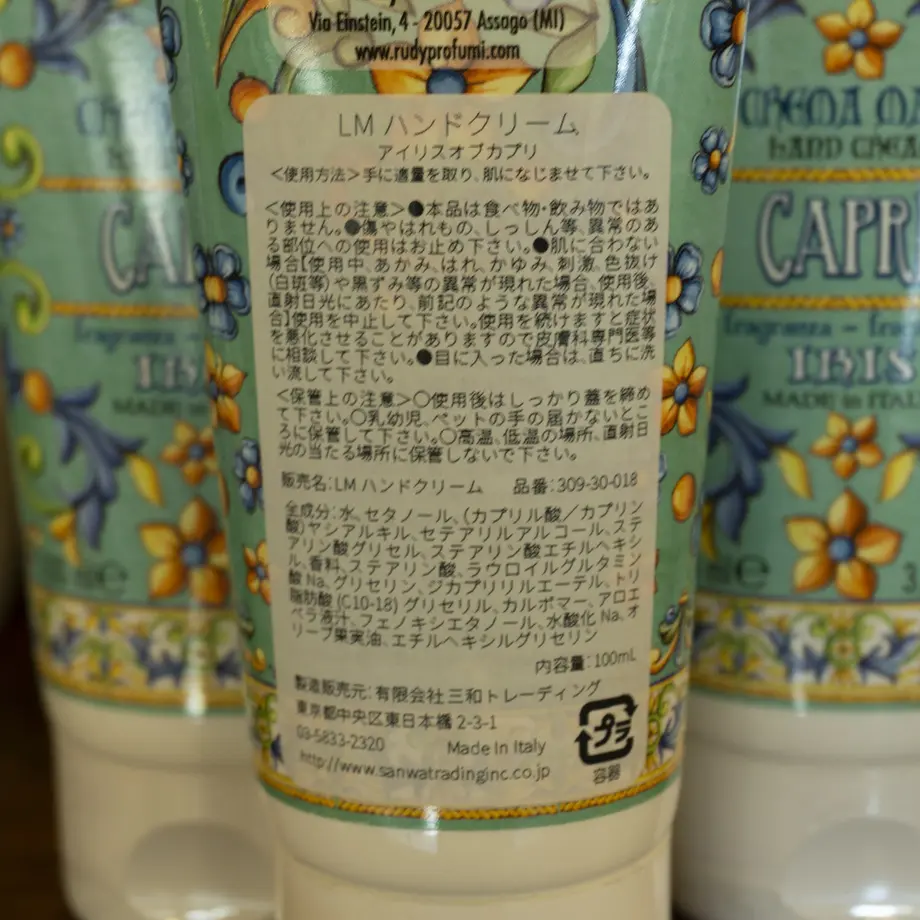 Via Einstein, 4 - 20057 Assago (MI)
www.rudyprofumi.com
LM ハンドクリーム
アイリスオブカプリ
<使用方法>手に適量を取り、肌になじませて下さい。
<使用上の注意>●本品は食べ物・飲み物ではあ
りません。●傷やはれもの、しっしん等、異常のあ
る部位への使用はお止め下さい。●肌に合わない
場合【使用中、あかみ、はれ、かゆみ、刺激、色抜け
(白斑等)や黒ずみ等の異常が現れた場合、使用後、
直射日光にあたり、前記のような異常が現れた場
合】使用を中止して下さい。使用を続けますと症状
を悪化させることがありますので皮膚科専門医等
に相談して下さい。●目に入った場合は、直ちに洗
い流して下さい。
<保管上の注意>〇使用後はしっかり蓋を締め
て下さい。〇乳幼児、ペットの手の届かないとこ
ろに保管して下さい。〇高温、低温の場所、直射日
光の当たる場所に保管しないで下さい。
販売名:LM ハンドクリーム 品番:309-30-018
全成分:水、セタノール、(カプリル酸/カプリン
酸)ヤシアルキル、セテアリルアルコール、ステ
アリン酸グリセル、ステアリン酸エチルヘキシ
ル、香料、ステアリン酸、ラウロイルグルタミン
酸 Na、グリセリン、ジカプリリルエーテル、トリ
脂肪酸 (C10-18) グリセリル、カルボマー、アロエ
ベラ液汁、フェノキシエタノール、水酸化 Na、オ
リーブ果実油、エチルヘキシルグリセリン
内容量:100mL
製造販売元:有限会社三和トレーディング
東京都中央区東日本橋 2-3-1
03-5833-2320 Made In Italy
http://www.sanwatradinginc.co.jp
プラ
容器
CREMA MA
HAND CREA
CAPR
fragranza - fra
IRIS
MADE in ITAL
CA
fragranza
IRI
MADE in